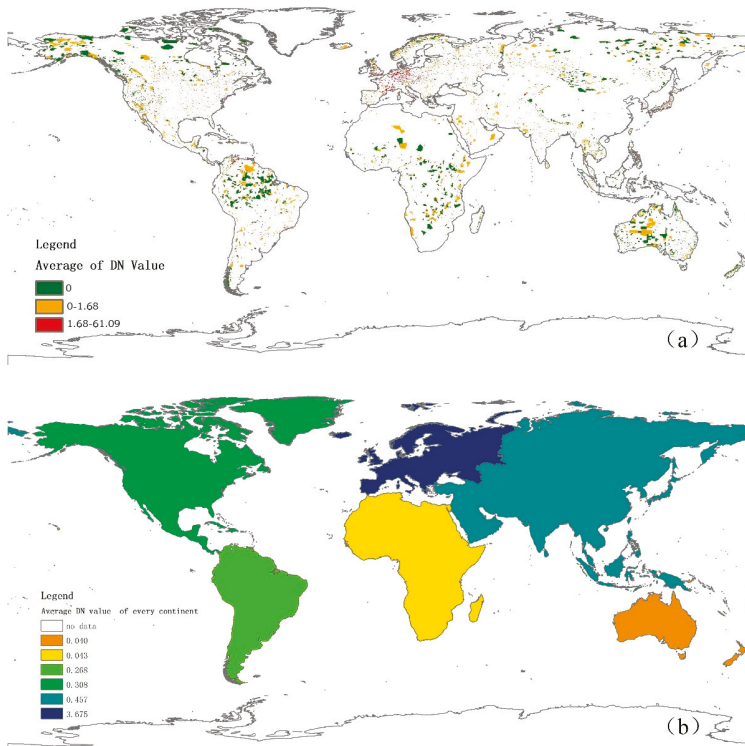 Legend
Average of DN Value
0
0-1.68
1.68-61.09
(a)
Legend
Average DN value of every continent
no data
0.040
0.043
0.268
0.308
0.457
3.675
(b)